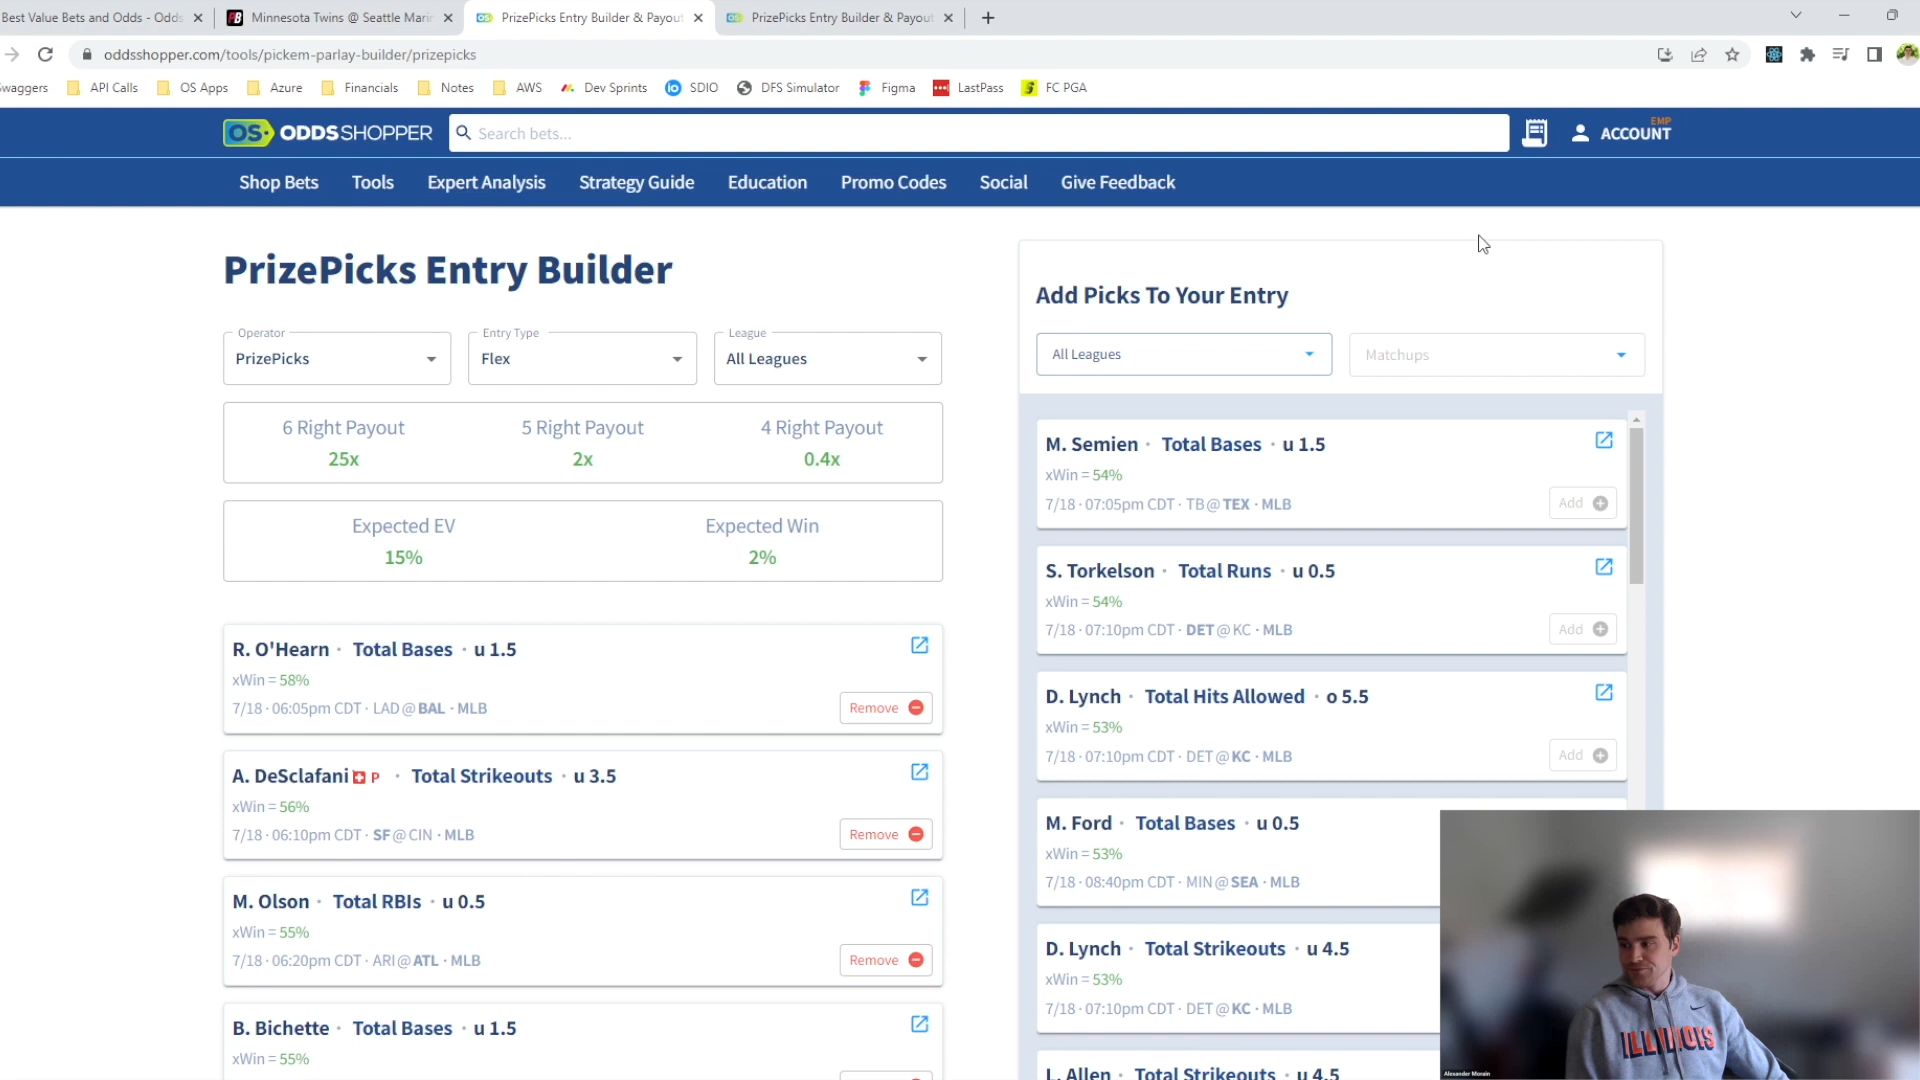 Best Value Bets and Odds - Odds
Minnesota Twins @ Seattle Mari
PrizePicks Entry Builder & Payout
PrizePicks Entry Builder & Payout
oddsshopper.com/tools/pickem-parlay-builder/prizepicks
waggers
API Calls
OS Apps
Azure
Financials
Notes
AWS
Dev Sprints
SDIO
DFS Simulator
Figma
LastPass
FC PGA
OS ODDSSHOPPER
Search bets...
EMP
ACCOUNT
Shop Bets
Tools
Expert Analysis
Strategy Guide
Education
Promo Codes
Social
Give Feedback
PrizePicks Entry Builder
Operator
PrizePicks
Entry Type
Flex
League
All Leagues
6 Right Payout
25x
5 Right Payout
2x
4 Right Payout
0.4x
Expected EV
15%
Expected Win
2%
R. O'Hearn · Total Bases · u 1.5
xWin = 58%
7/18 · 06:05pm CDT · LAD@BAL · MLB
Remove
A. DeSclafani P · Total Strikeouts · u 3.5
xWin = 56%
7/18 · 06:10pm CDT · SF@CIN · MLB
Remove
M. Olson · Total RBIs · u 0.5
xWin = 55%
7/18 · 06:20pm CDT · ARI@ATL · MLB
Remove
B. Bichette · Total Bases · u 1.5
xWin = 55%
Add Picks To Your Entry
All Leagues
Matchups
M. Semien · Total Bases · u 1.5
xWin = 54%
7/18 · 07:05pm CDT · TB@TEX · MLB
Add
S. Torkelson · Total Runs · u 0.5
xWin = 54%
7/18 · 07:10pm CDT · DET@KC · MLB
Add
D. Lynch · Total Hits Allowed · o 5.5
xWin = 53%
7/18 · 07:10pm CDT · DET@KC · MLB
Add
M. Ford · Total Bases · u 0.5
xWin = 53%
7/18 · 08:40pm CDT · MIN@SEA · MLB
D. Lynch · Total Strikeouts · u 4.5
xWin = 53%
7/18 · 07:10pm CDT · DET@KC · MLB
L. Allen · Total Strikeouts · u 4.5
ILLINOIS
Alexander Morain